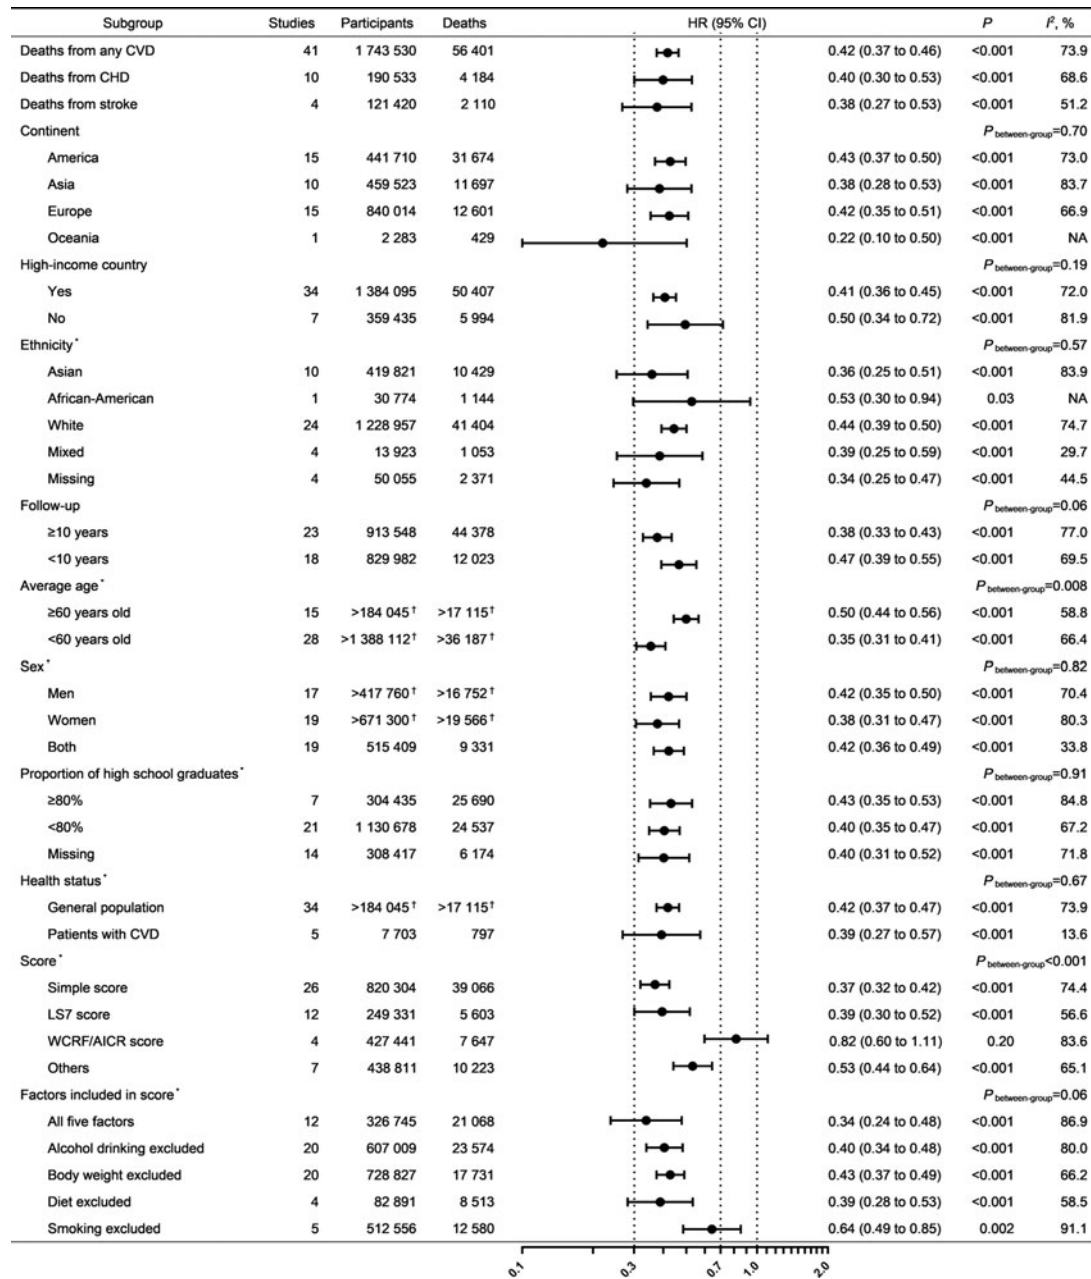 Subgroup Studies Participants Deaths HR (95% CI) P I², %
Deaths from any CVD 41 1 743 530 56 401 0.42 (0.37 to 0.46) <0.001 73.9
Deaths from CHD 10 190 533 4 184 0.40 (0.30 to 0.53) <0.001 68.6
Deaths from stroke 4 121 420 2 110 0.38 (0.27 to 0.53) <0.001 51.2
Continent P between-group=0.70
America 15 441 710 31 674 0.43 (0.37 to 0.50) <0.001 73.0
Asia 10 459 523 11 697 0.38 (0.28 to 0.53) <0.001 83.7
Europe 15 840 014 12 601 0.42 (0.35 to 0.51) <0.001 66.9
Oceania 1 2 283 429 0.22 (0.10 to 0.50) <0.001 NA
High-income country P between-group=0.19
Yes 34 1 384 095 50 407 0.41 (0.36 to 0.45) <0.001 72.0
No 7 359 435 5 994 0.50 (0.34 to 0.72) <0.001 81.9
Ethnicity* P between-group=0.57
Asian 10 419 821 10 429 0.36 (0.25 to 0.51) <0.001 83.9
African-American 1 30 774 1 144 0.53 (0.30 to 0.94) 0.03 NA
White 24 1 228 957 41 404 0.44 (0.39 to 0.50) <0.001 74.7
Mixed 4 13 923 1 053 0.39 (0.25 to 0.59) <0.001 29.7
Missing 4 50 055 2 371 0.34 (0.25 to 0.47) <0.001 44.5
Follow-up P between-group=0.06
≥10 years 23 913 548 44 378 0.38 (0.33 to 0.43) <0.001 77.0
<10 years 18 829 982 12 023 0.47 (0.39 to 0.55) <0.001 69.5
Average age* P between-group=0.008
≥60 years old 15 >184 045† >17 115† 0.50 (0.44 to 0.56) <0.001 58.8
<60 years old 28 >1 388 112† >36 187† 0.35 (0.31 to 0.41) <0.001 66.4
Sex* P between-group=0.82
Men 17 >417 760† >16 752† 0.42 (0.35 to 0.50) <0.001 70.4
Women 19 >671 300† >19 566† 0.38 (0.31 to 0.47) <0.001 80.3
Both 19 515 409 9 331 0.42 (0.36 to 0.49) <0.001 33.8
Proportion of high school graduates* P between-group=0.91
≥80% 7 304 435 25 690 0.43 (0.35 to 0.53) <0.001 84.8
<80% 21 1 130 678 24 537 0.40 (0.35 to 0.47) <0.001 67.2
Missing 14 308 417 6 174 0.40 (0.31 to 0.52) <0.001 71.8
Health status* P between-group=0.67
General population 34 >184 045† >17 115† 0.42 (0.37 to 0.47) <0.001 73.9
Patients with CVD 5 7 703 797 0.39 (0.27 to 0.57) <0.001 13.6
Score* P between-group<0.001
Simple score 26 820 304 39 066 0.37 (0.32 to 0.42) <0.001 74.4
LS7 score 12 249 331 5 603 0.39 (0.30 to 0.52) <0.001 56.6
WCRF/AICR score 4 427 441 7 647 0.82 (0.60 to 1.11) 0.20 83.6
Others 7 438 811 10 223 0.53 (0.44 to 0.64) <0.001 65.1
Factors included in score* P between-group=0.06
All five factors 12 326 745 21 068 0.34 (0.24 to 0.48) <0.001 86.9
Alcohol drinking excluded 20 607 009 23 574 0.40 (0.34 to 0.48) <0.001 80.0
Body weight excluded 20 728 827 17 731 0.43 (0.37 to 0.49) <0.001 66.2
Diet excluded 4 82 891 8 513 0.39 (0.28 to 0.53) <0.001 58.5
Smoking excluded 5 512 556 12 580 0.64 (0.49 to 0.85) 0.002 91.1
0.1 0.3 0.7 1.0 2.0